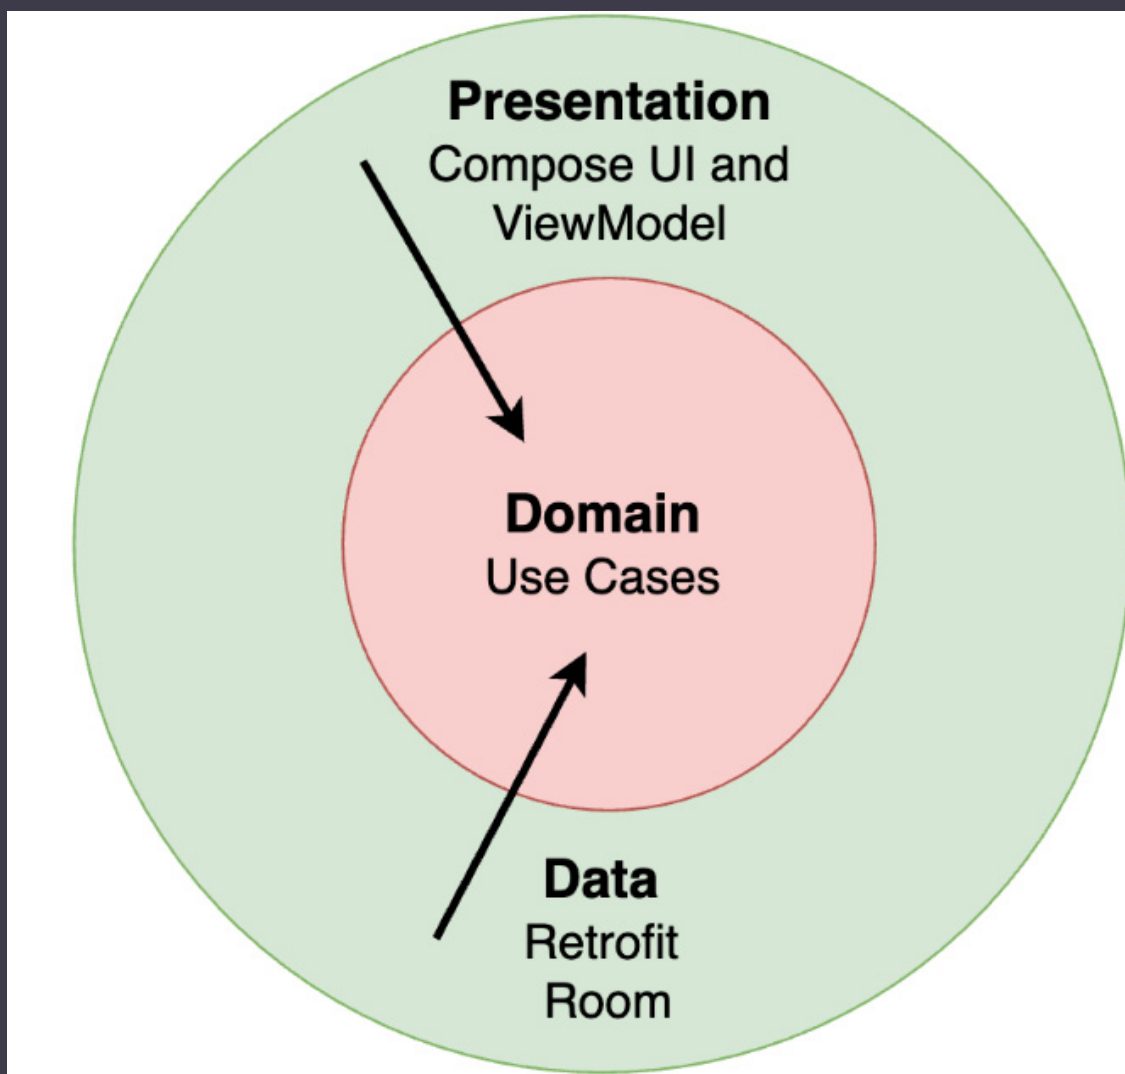 Presentation
Compose UI and
ViewModel
Domain
Use Cases
Data
Retrofit
Room